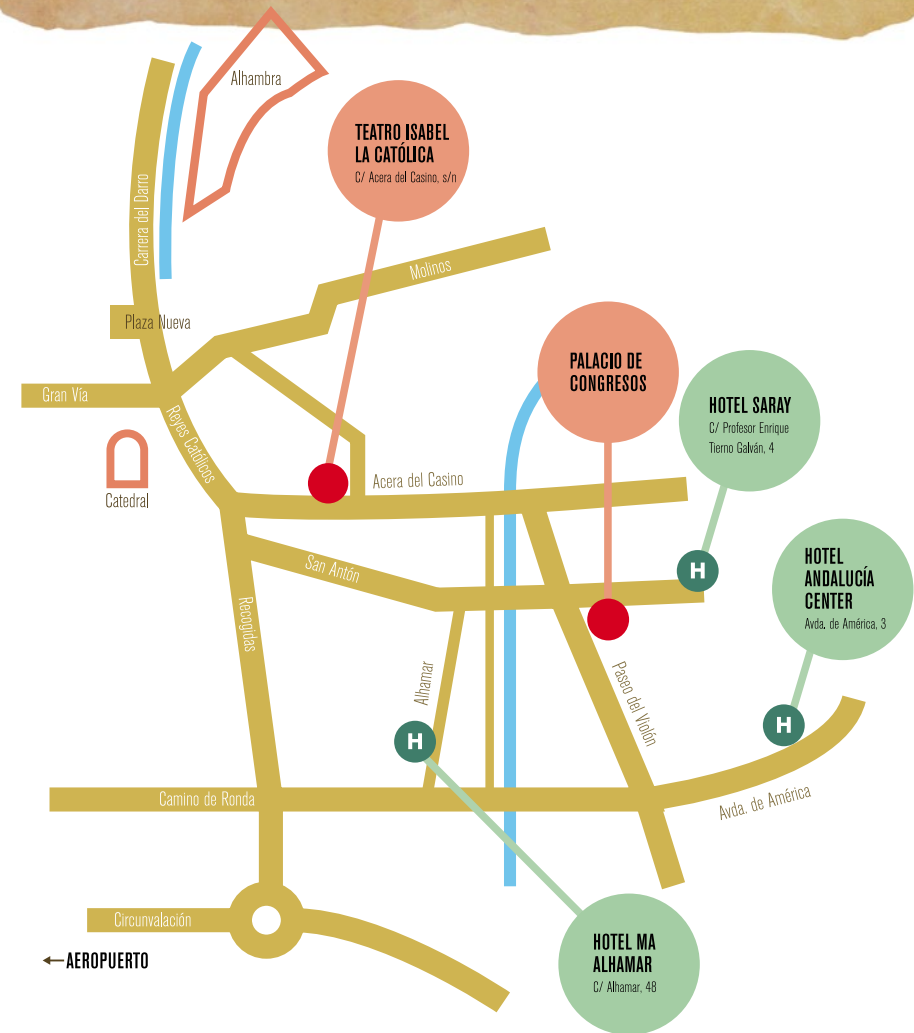 Alhambra
TEATRO ISABEL
LA CATÓLICA
C/ Acera del Casino, s/n
Carrera del Darro
Molinos
Plaza Nueva
PALACIO DE
CONGRESOS
Gran Vía
Reyes Católicos
HOTEL SARAY
C/ Profesor Enrique
Tierno Galván, 4
Catedral
Acera del Casino
San Antón
H
HOTEL
ANDALUCÍA
CENTER
Avda. de América, 3
Recogidas
Alhamar
Paseo del Violón
H
H
Camino de Ronda
Avda. de América
Circunvalación
AEROPUERTO
HOTEL MA
ALHAMAR
C/ Alhamar, 48